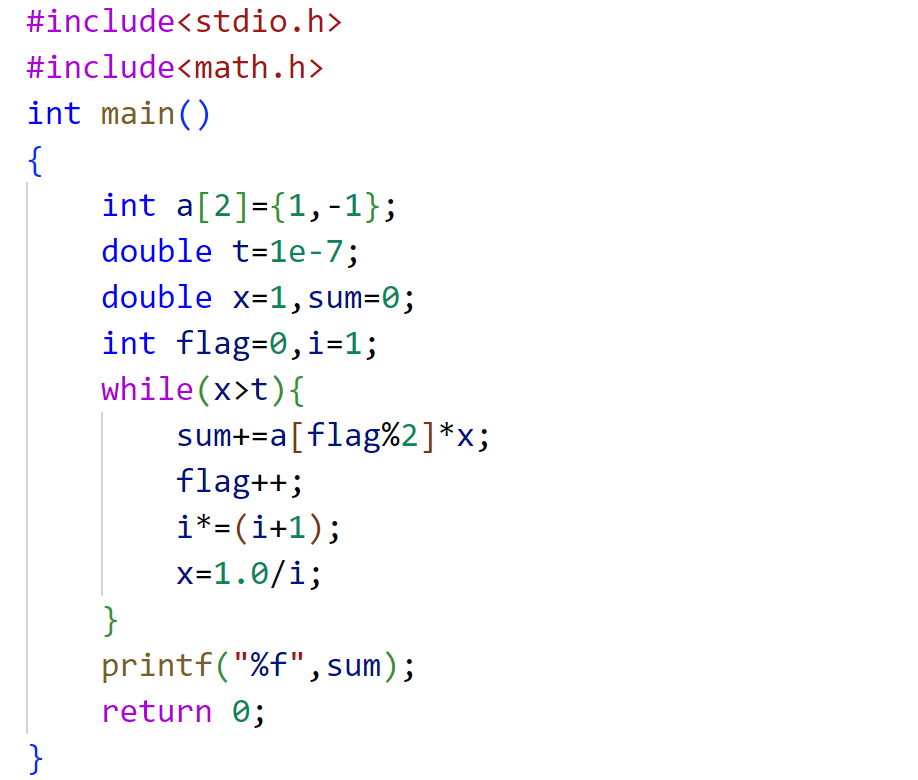 #include<stdio.h>
#include<math.h>
int main()
{
    int a[2]={1,-1};
    double t=1e-7;
    double x=1,sum=0;
    int flag=0,i=1;
    while(x>t){
        sum+=a[flag%2]*x;
        flag++;
        i*=(i+1);
        x=1.0/i;
    }
    printf("%f",sum);
    return 0;
}